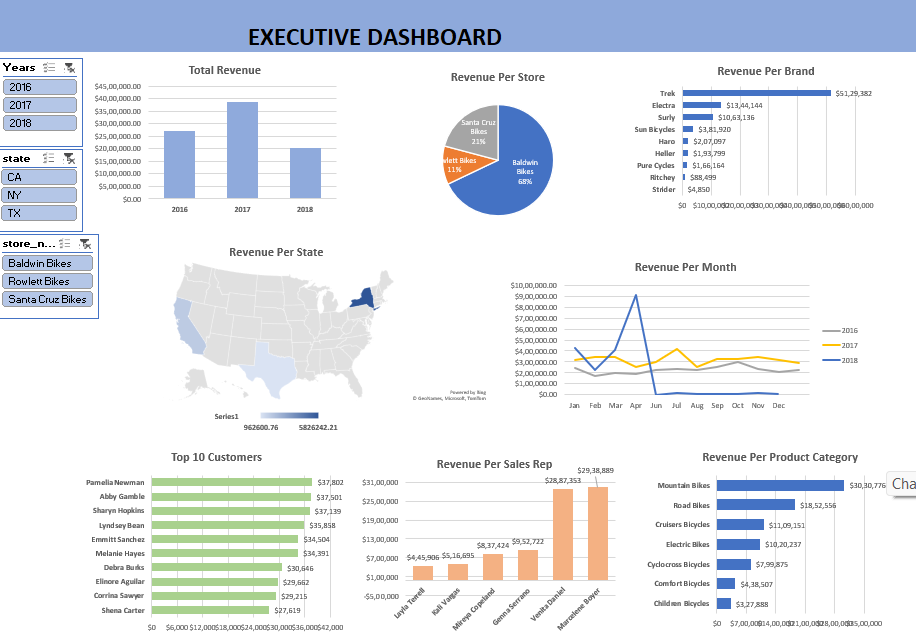 EXECUTIVE DASHBOARD
Years
2016
2017
2018
state
CA
NY
TX
store_n...
Baldwin Bikes
Rowlett Bikes
Santa Cruz Bikes
Total Revenue
$45,00,000.00
$40,00,000.00
$35,00,000.00
$30,00,000.00
$25,00,000.00
$20,00,000.00
$15,00,000.00
$10,00,000.00
$5,00,000.00
$0.00
2016 2017 2018
Revenue Per Store
Santa Cruz
Bikes
21%
wlett Bikes
11%
Baldwin
Bikes
68%
Revenue Per Brand
Trek $51,29,382
Electra $13,44,144
Surly $10,63,136
Sun Bicycles $3,81,920
Haro $2,07,097
Heller $1,93,799
Pure Cycles $1,66,164
Ritchey $88,499
Strider $4,850
$0 $10,00,000 $20,00,000 $30,00,000 $40,00,000 $50,00,000 $60,00,000
Revenue Per State
Powered by Bing
© GeoNames, Microsoft, TomTom
Series1
962600.76 5826242.21
Revenue Per Month
$10,00,000.00
$9,00,000.00
$8,00,000.00
$7,00,000.00
$6,00,000.00
$5,00,000.00
$4,00,000.00
$3,00,000.00
$2,00,000.00
$1,00,000.00
$0.00
Jan Feb Mar Apr Jun Jul Aug Sep Oct Nov Dec
2016
2017
2018
Top 10 Customers
Pamelia Newman $37,802
Abby Gamble $37,501
Sharyn Hopkins $37,139
Lyndsey Bean $35,858
Emmitt Sanchez $34,504
Melanie Hayes $34,391
Debra Burks $30,646
Elinore Aguilar $29,662
Corrina Sawyer $29,215
Shena Carter $27,619
$0 $6,000 $12,000 $18,000 $24,000 $30,000 $36,000 $42,000
Revenue Per Sales Rep
$31,00,000
$25,00,000
$19,00,000
$13,00,000
$7,00,000
$1,00,000
-$5,00,000
$4,45,906 $5,16,695 $8,37,424 $9,52,722 $28,87,353 $29,38,889
Layla Terrell
Kali Vargas
Mireya Copeland
Genna Serrano
Venita Daniel
Marcelene Boyer
Revenue Per Product Category
Mountain Bikes $30,30,776
Road Bikes $18,52,556
Cruisers Bicycles $11,09,151
Electric Bikes $10,20,237
Cyclocross Bicycles $7,99,875
Comfort Bicycles $4,38,507
Children Bicycles $3,27,888
$0 $7,00,000 $14,00,000 $21,00,000 $28,00,000 $35,00,000
Cha